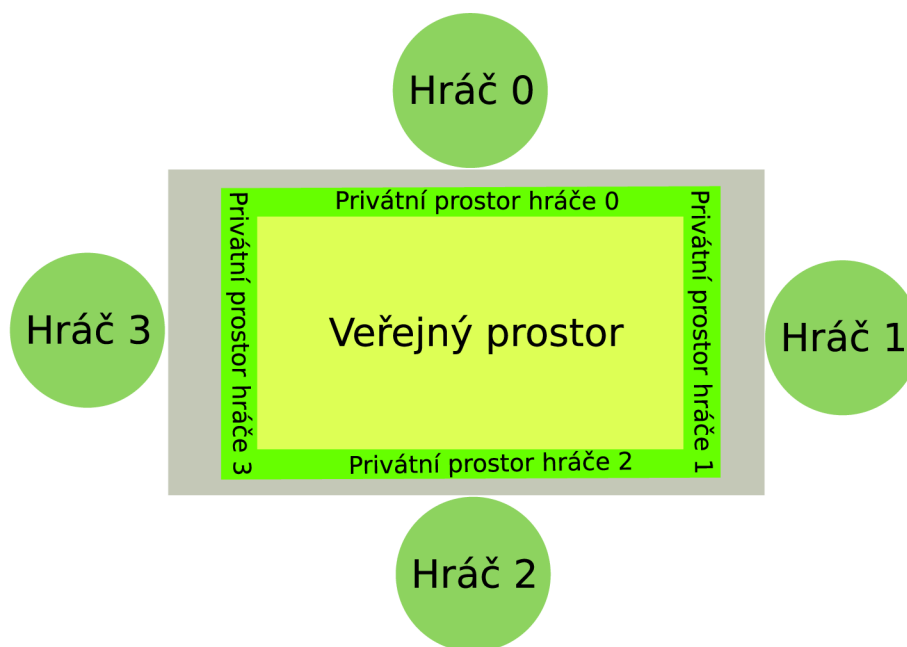 Hráč 0
Privátní prostor hráče 0
Privátní prostor hráče 3
Privátní prostor hráče 1
Hráč 3
Veřejný prostor
Hráč 1
Privátní prostor hráče 2
Hráč 2